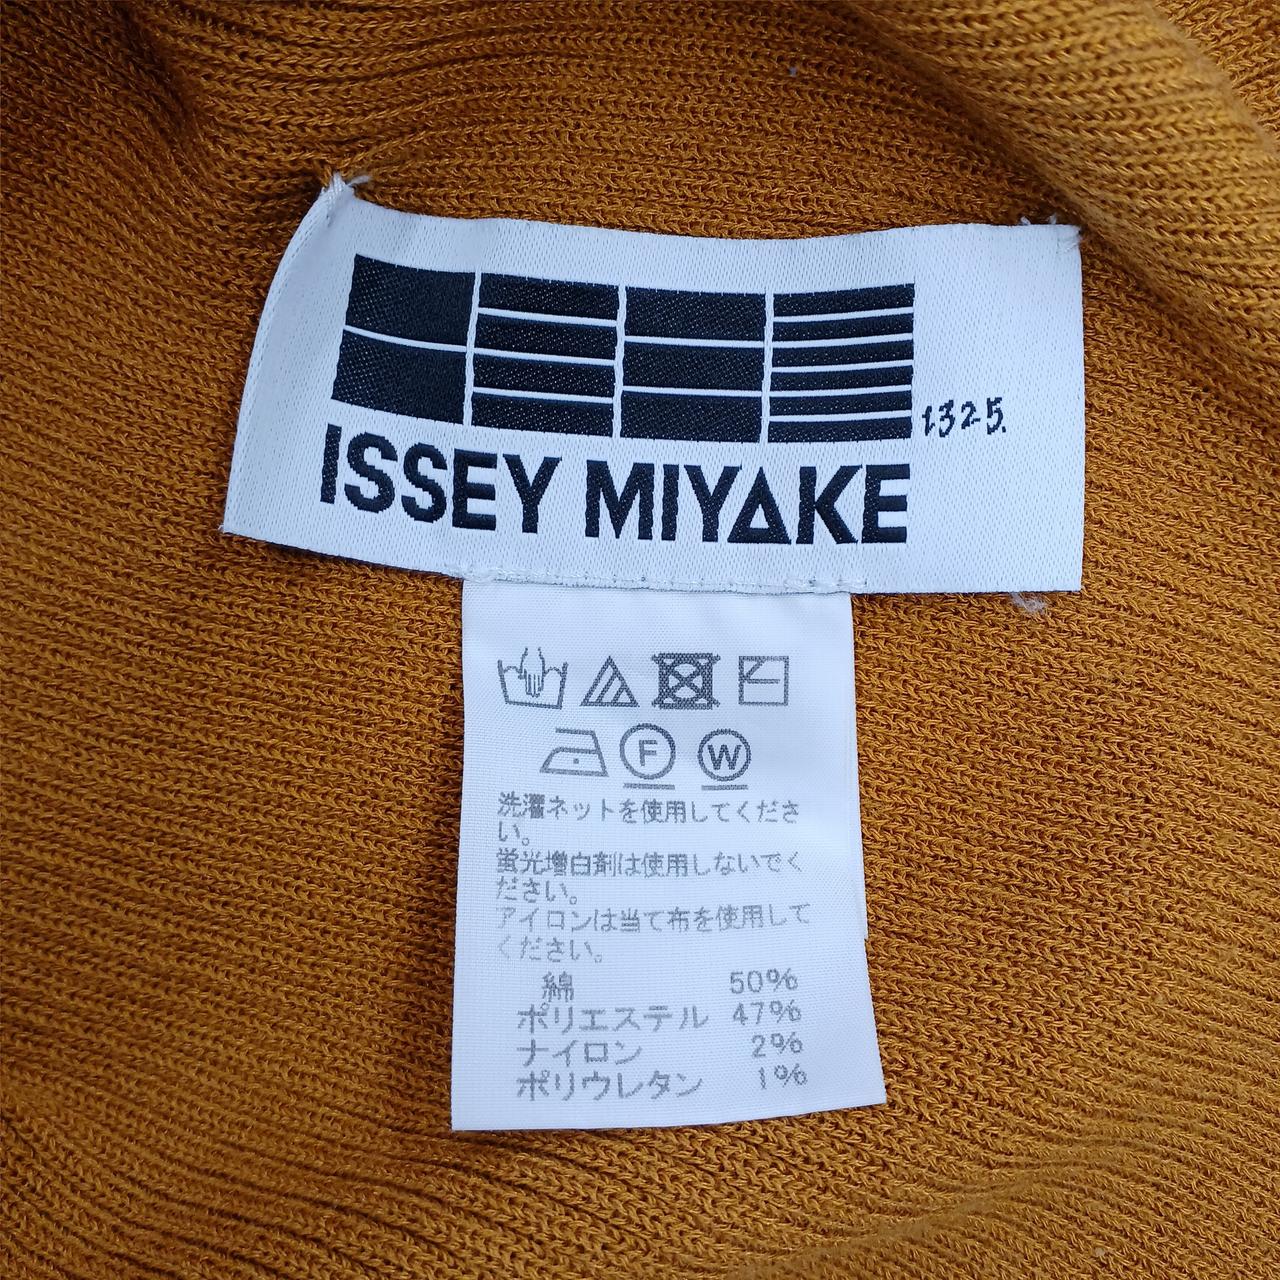 1325.
ISSEY MIYAKE
F W
洗濯ネットを使用してくださ
い。
蛍光増白剤は使用しないでく
ださい。
アイロンは当て布を使用して
ください。
綿 50%
ポリエステル 47%
ナイロン 2%
ポリウレタン 1%